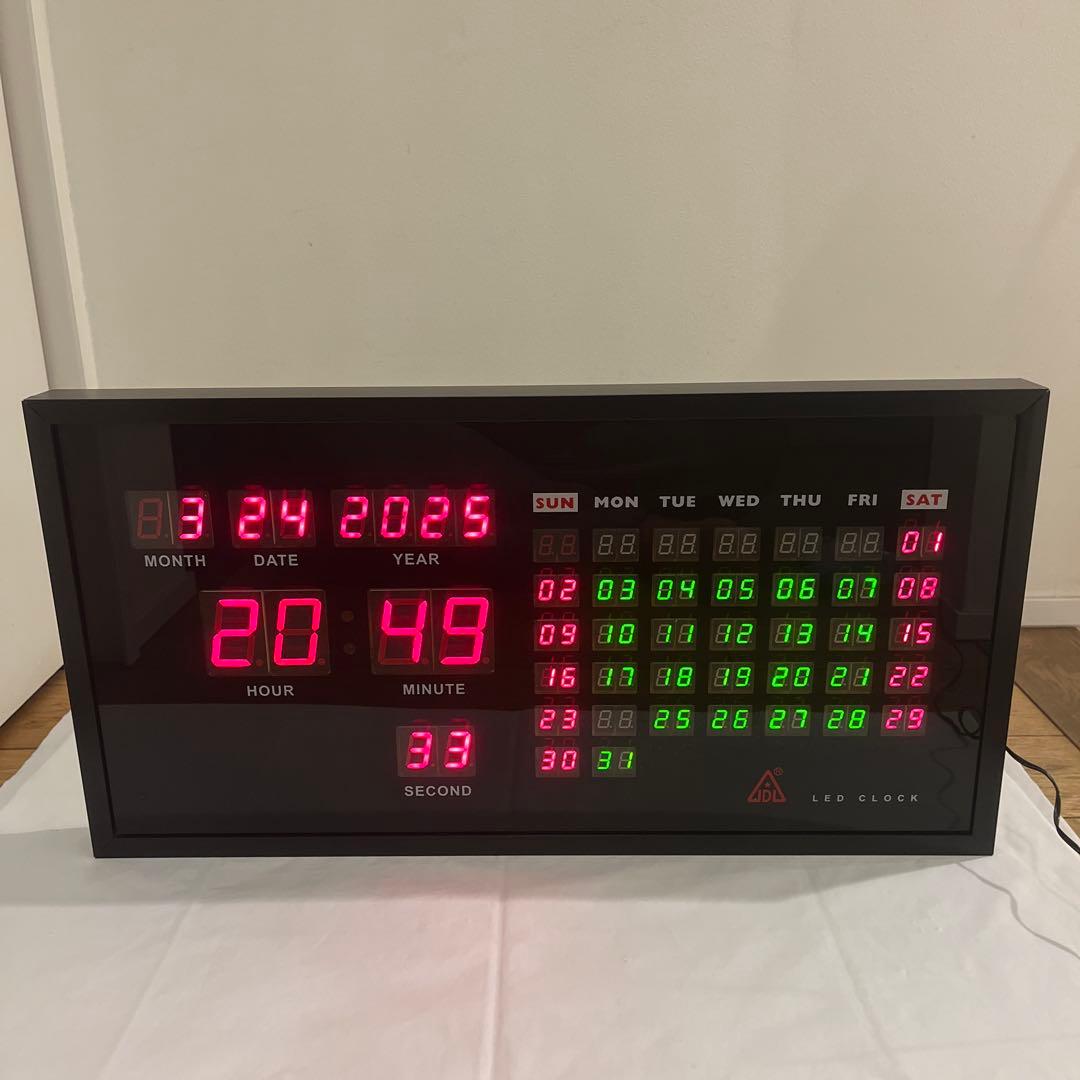 3 24 2025
MONTH DATE YEAR
20 49
HOUR MINUTE
33
SECOND
SUN MON TUE WED THU FRI SAT
01
02 03 04 05 06 07 08
09 10 11 12 13 14 15
16 17 18 19 20 21 22
23 25 26 27 28 29
30 31
JDL ®
LED CLOCK